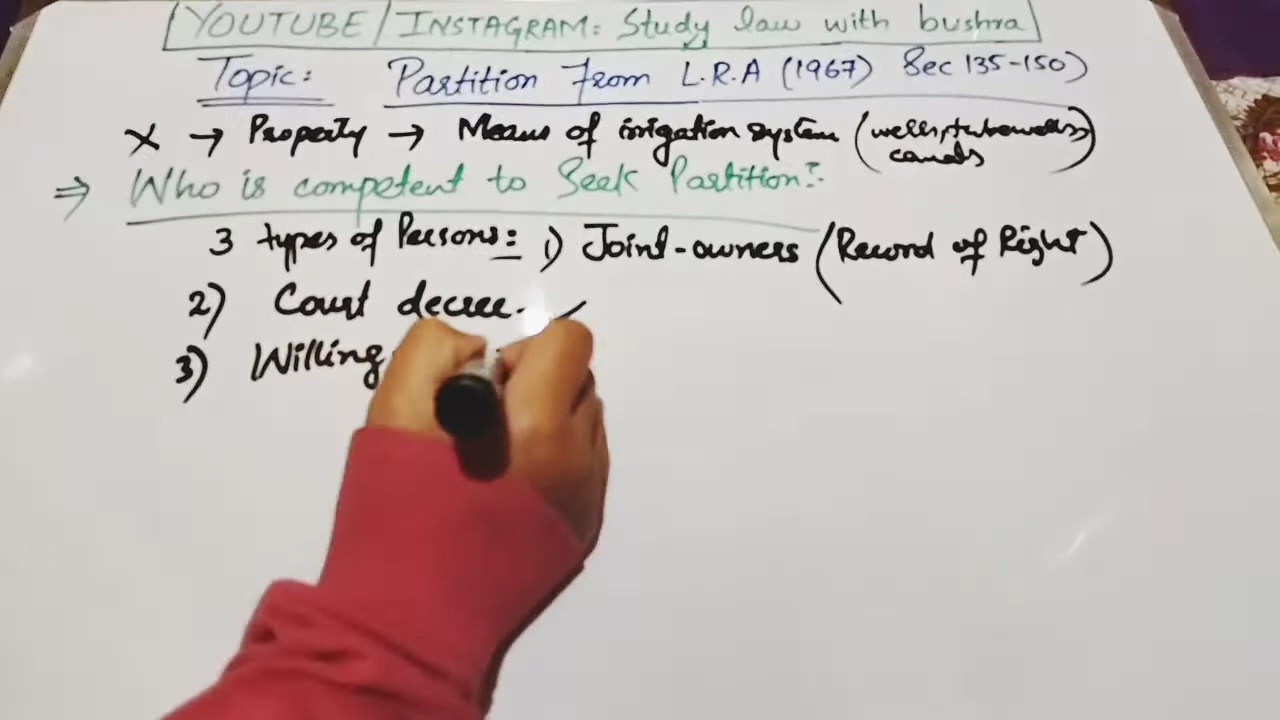 YOUTUBE/INSTAGRAM: Study law with bushra
Topic: Partition From L.R.A (1967) Sec 135-150)
X → Property → Means of irrigation system (wells, tubewells, canals)
⇒ Who is competent to Seek Partition?
3 types of Persons: 1) Joint-owners (Record of Right)
2) Court decree.
3) Willing